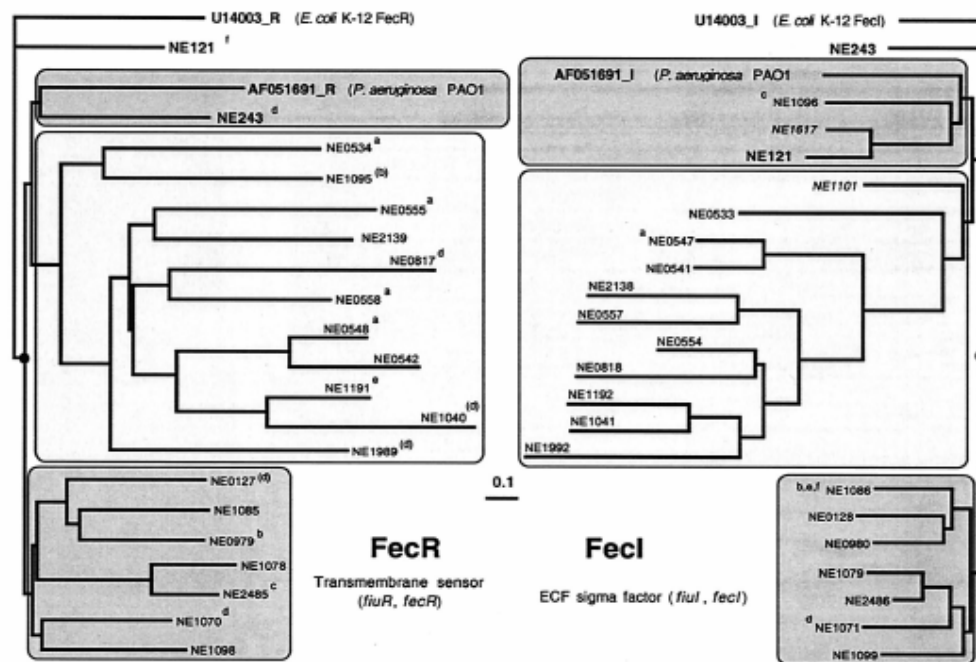 U14003_R (E. coli K-12 FecR)
NE121 f
AF051691_R (P. aeruginosa PAO1
NE243 d
NE0534 a
NE1095 (b)
NE0555 a
NE2139
NE0817 d
NE0558 a
NE0548 a
NE0542
NE1191 e
NE1040 (d)
NE1989 (d)
NE0127 (d)
NE1085
NE0979 b
NE1078
NE2485 c
NE1070 d
NE1098
0.1
FecR
Transmembrane sensor
(fiuR, fecR)
FecI
ECF sigma factor (fiuI, fecI)
U14003_I (E. coli K-12 FecI)
NE243
AF051691_I (P. aeruginosa PAO1
c NE1096
NE1617
NE121
NE1101
NE0533
a NE0547
NE0541
NE2138
NE0557
NE0554
NE0818
NE1192
NE1041
NE1992
b,e,f NE1086
NE0128
NE0980
NE1079
NE2486
d NE1071
NE1099